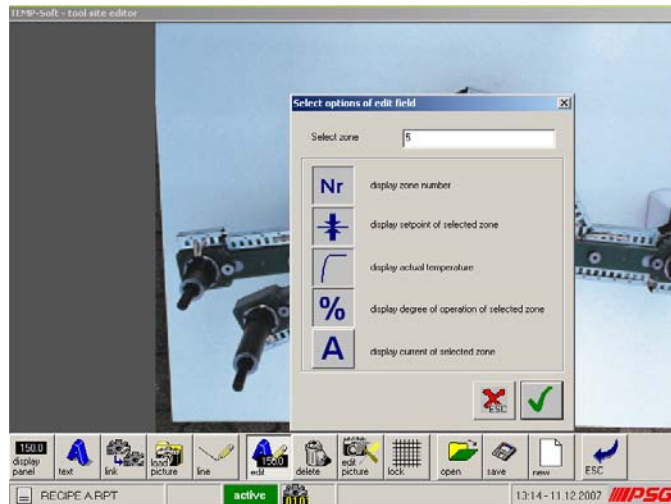 TEMP-Soft - tool site editor
Select options of edit field
Select zone 5
Nr display zone number
display setpoint of selected zone
display actual temperature
% display degree of operation of selected zone
A display current of selected zone
ESC
150.0
150.0
display panel
text
link
load picture
line
edit
delete
edit picture
lock
open
save
new
ESC
RECIPE A.RPT
active
010
13:14 - 11.12.2007
PSG